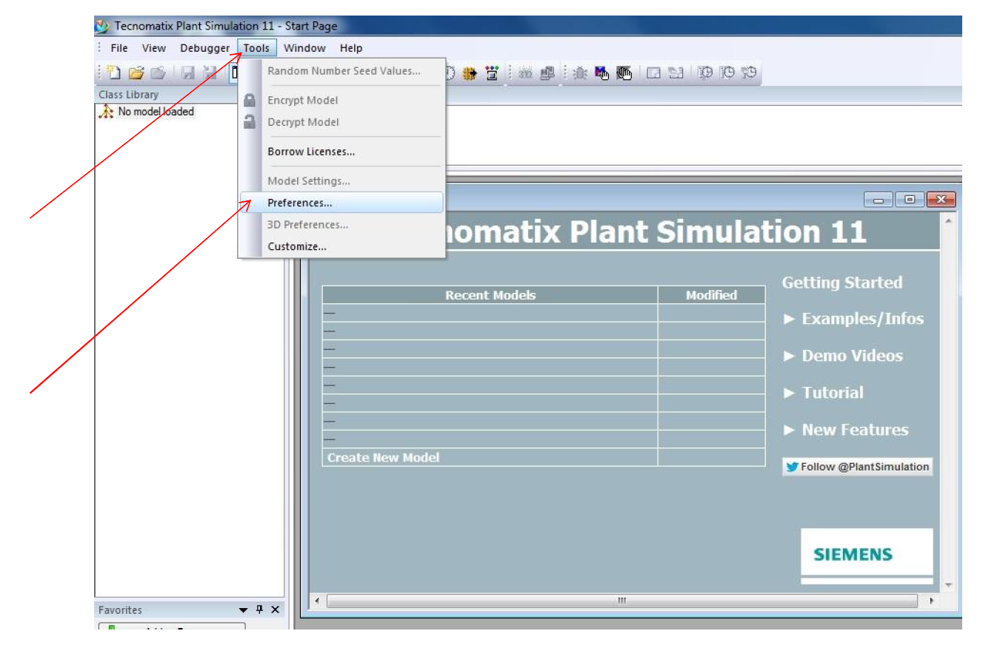 Tecnomatix Plant Simulation 11 - Start Page
File View Debugger Tools Window Help
Random Number Seed Values...
Class Library
No model loaded
Encrypt Model
Decrypt Model
Borrow Licenses...
Model Settings...
Preferences...
3D Preferences...
Customize...
nomatix Plant Simulation 11
Getting Started
Recent Models Modified
—
► Examples/Infos
—
—
► Demo Videos
—
—
► Tutorial
—
—
► New Features
—
Create New Model
Follow @PlantSimulation
SIEMENS
Favorites